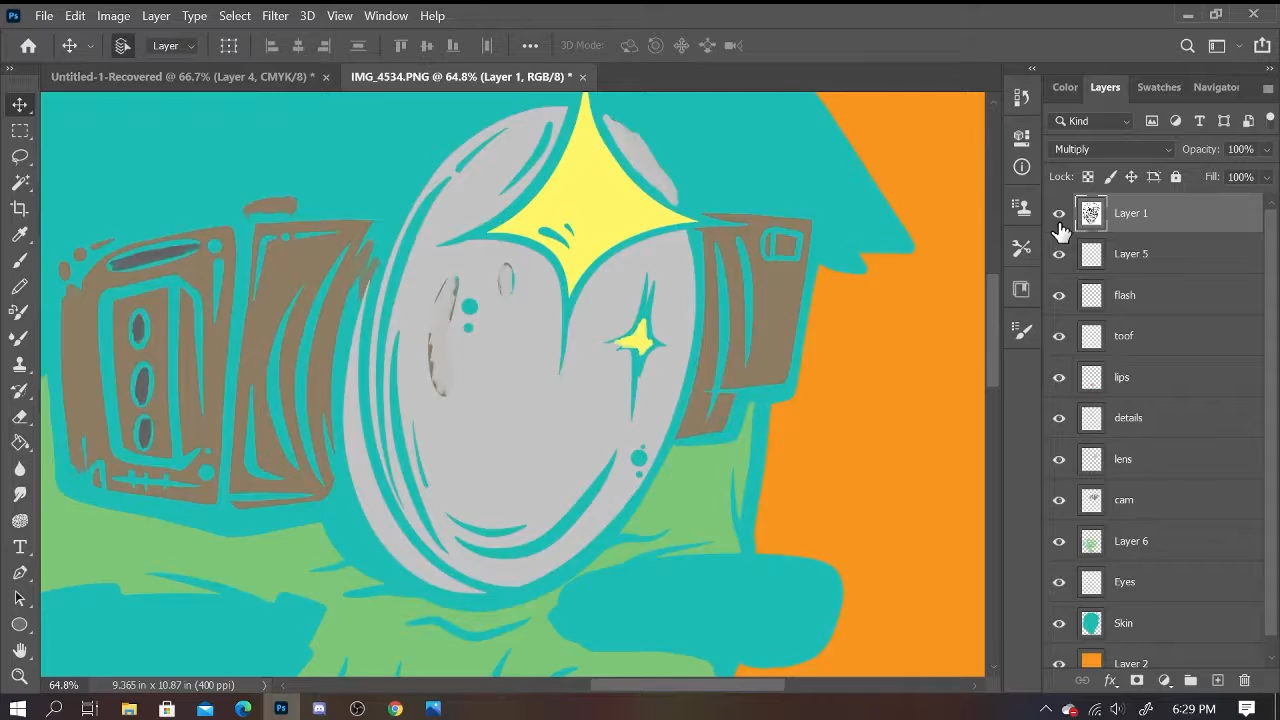 Ps File Edit Image Layer Type Select Filter 3D View Window Help
Layer 3D Mode:
Untitled-1-Recovered @ 66.7% (Layer 4, CMYK/8) * IMG_4534.PNG @ 64.8% (Layer 1, RGB/8) *
Color Layers Swatches Navigator
Kind
Multiply Opacity: 100%
Lock: Fill: 100%
Layer 1
Layer 5
flash
toof
lips
details
lens
cam
Layer 6
Eyes
Skin
Layer 2
64.8% 9.365 in x 10.87 in (400 ppi)
6:29 PM